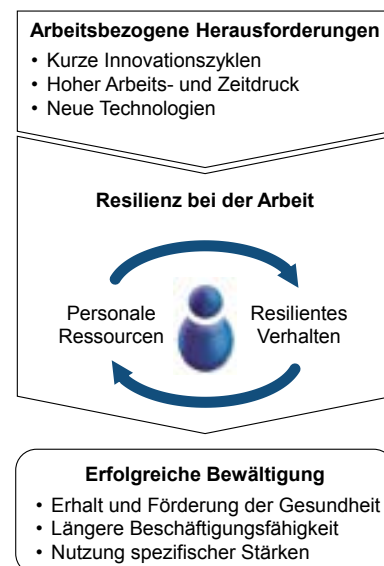 Arbeitsbezogene Herausforderungen
• Kurze Innovationszyklen
• Hoher Arbeits- und Zeitdruck
• Neue Technologien
Resilienz bei der Arbeit
Personale
Ressourcen
Resilientes
Verhalten
Erfolgreiche Bewältigung
• Erhalt und Förderung der Gesundheit
• Längere Beschäftigungsfähigkeit
• Nutzung spezifischer Stärken